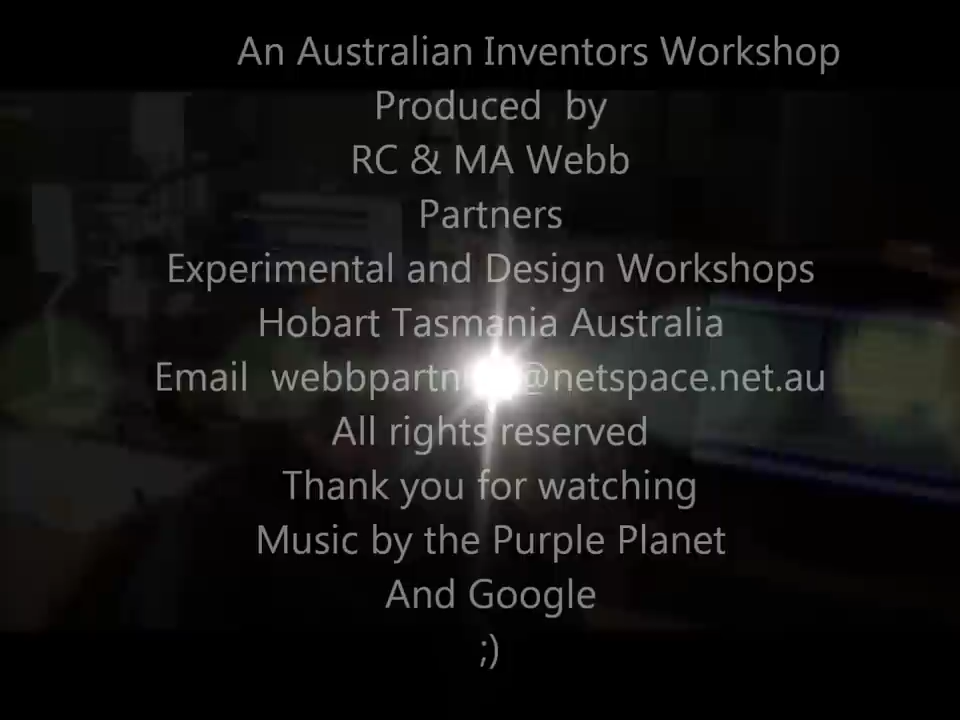 An Australian Inventors Workshop
Produced by
RC & MA Webb
Partners
Experimental and Design Workshops
Hobart Tasmania Australia
Email
All rights reserved
Thank you for watching
Music by the Purple Planet
And Google
;)